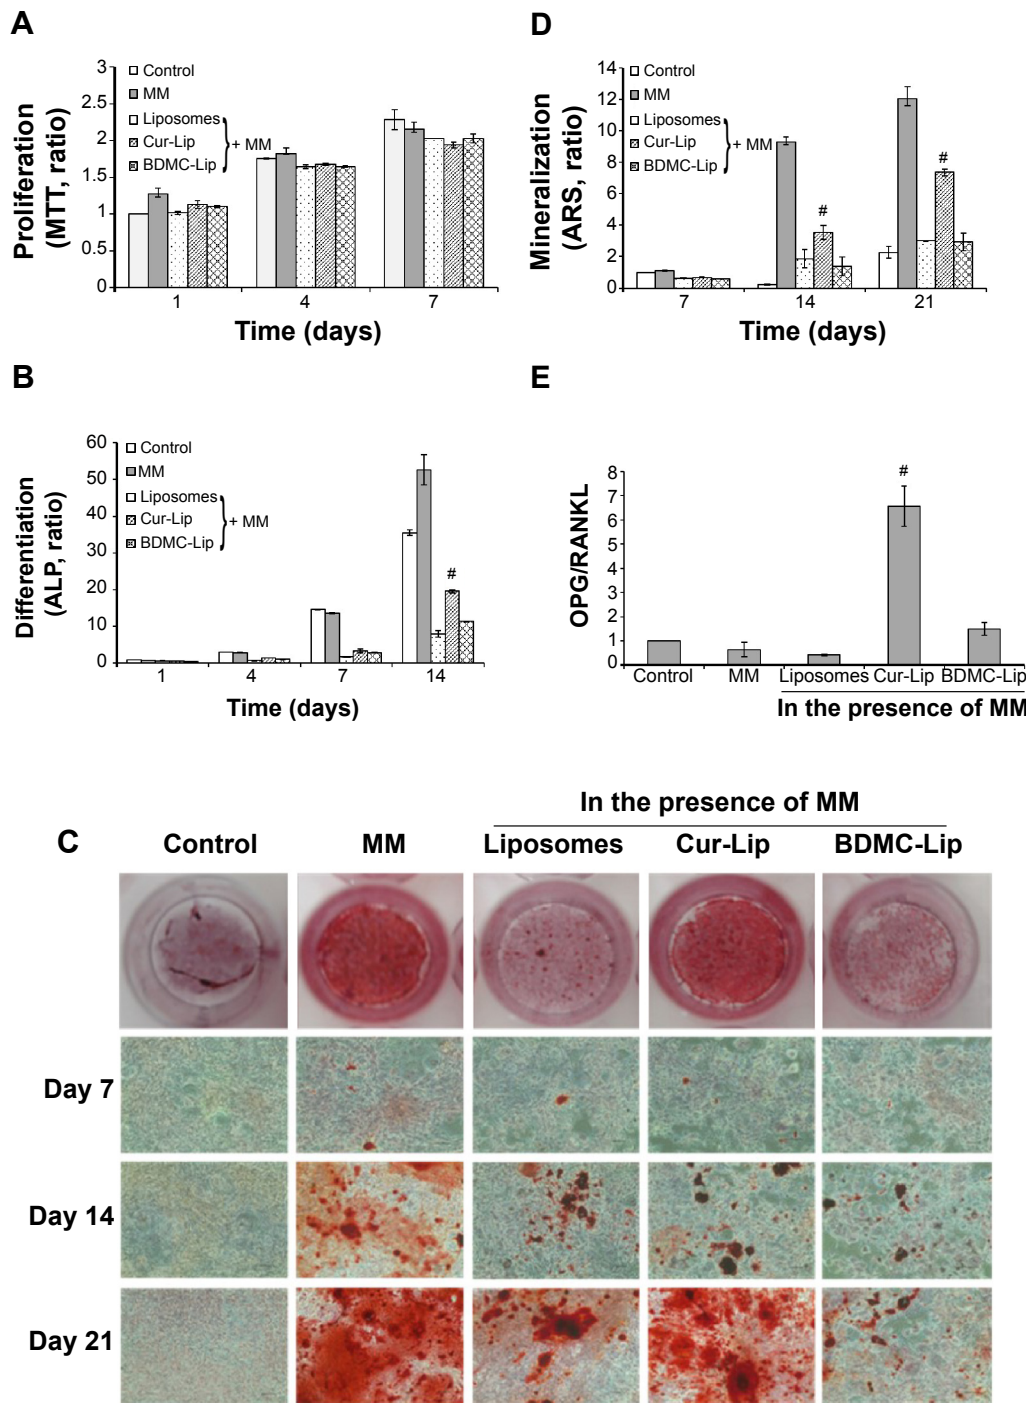 A
Proliferation
(MTT, ratio)
3
2.5
2
1.5
1
0.5
0
Control
MM
Liposomes
Cur-Lip
BDMC-Lip
+ MM
1 4 7
Time (days)
D
Mineralization
(ARS, ratio)
14
12
10
8
6
4
2
0
Control
MM
Liposomes
Cur-Lip
BDMC-Lip
+ MM
#
#
7 14 21
Time (days)
B
Differentiation
(ALP, ratio)
60
50
40
30
20
10
0
Control
MM
Liposomes
Cur-Lip
BDMC-Lip
+ MM
#
1 4 7 14
Time (days)
E
OPG/RANKL
8
7
6
5
4
3
2
1
0
#
Control MM Liposomes Cur-Lip BDMC-Lip
In the presence of MM
C
In the presence of MM
Control MM Liposomes Cur-Lip BDMC-Lip
Day 7
Day 14
Day 21